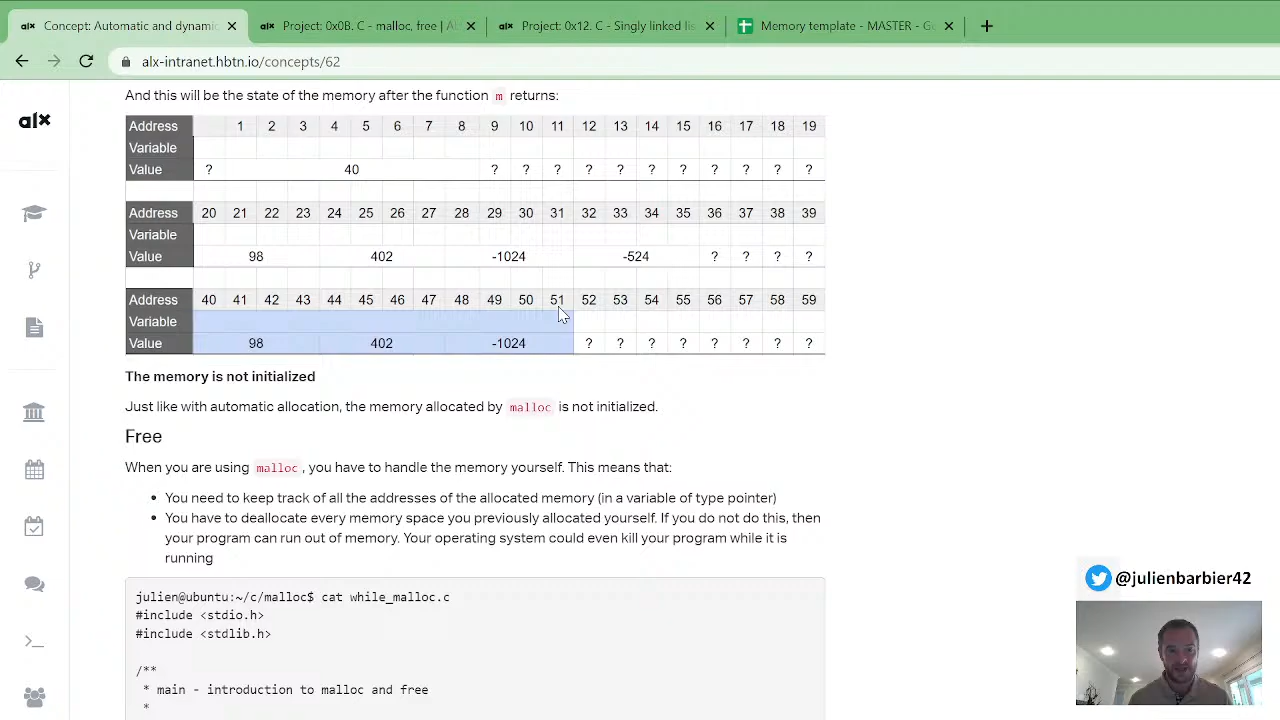 alx Concept: Automatic and dynamic
alx Project: 0x0B. C - malloc, free | Al
alx Project: 0x12. C - Singly linked lis
Memory template - MASTER - Go
alx-intranet.hbtn.io/concepts/62
alx
And this will be the state of the memory after the function m returns:
Address 1 2 3 4 5 6 7 8 9 10 11 12 13 14 15 16 17 18 19
Variable
Value ? 40 ? ? ? ? ? ? ? ? ? ? ?
Address 20 21 22 23 24 25 26 27 28 29 30 31 32 33 34 35 36 37 38 39
Variable
Value 98 402 -1024 -524 ? ? ? ?
Address 40 41 42 43 44 45 46 47 48 49 50 51 52 53 54 55 56 57 58 59
Variable
Value 98 402 -1024 ? ? ? ? ? ? ? ?
The memory is not initialized
Just like with automatic allocation, the memory allocated by malloc is not initialized.
Free
When you are using malloc, you have to handle the memory yourself. This means that:
• You need to keep track of all the addresses of the allocated memory (in a variable of type pointer)
• You have to deallocate every memory space you previously allocated yourself. If you do not do this, then
your program can run out of memory. Your operating system could even kill your program while it is
running
julien@ubuntu:~/c/malloc$ cat while_malloc.c
#include <stdio.h>
#include <stdlib.h>
/**
* main - introduction to malloc and free
*
@julienbarbier42